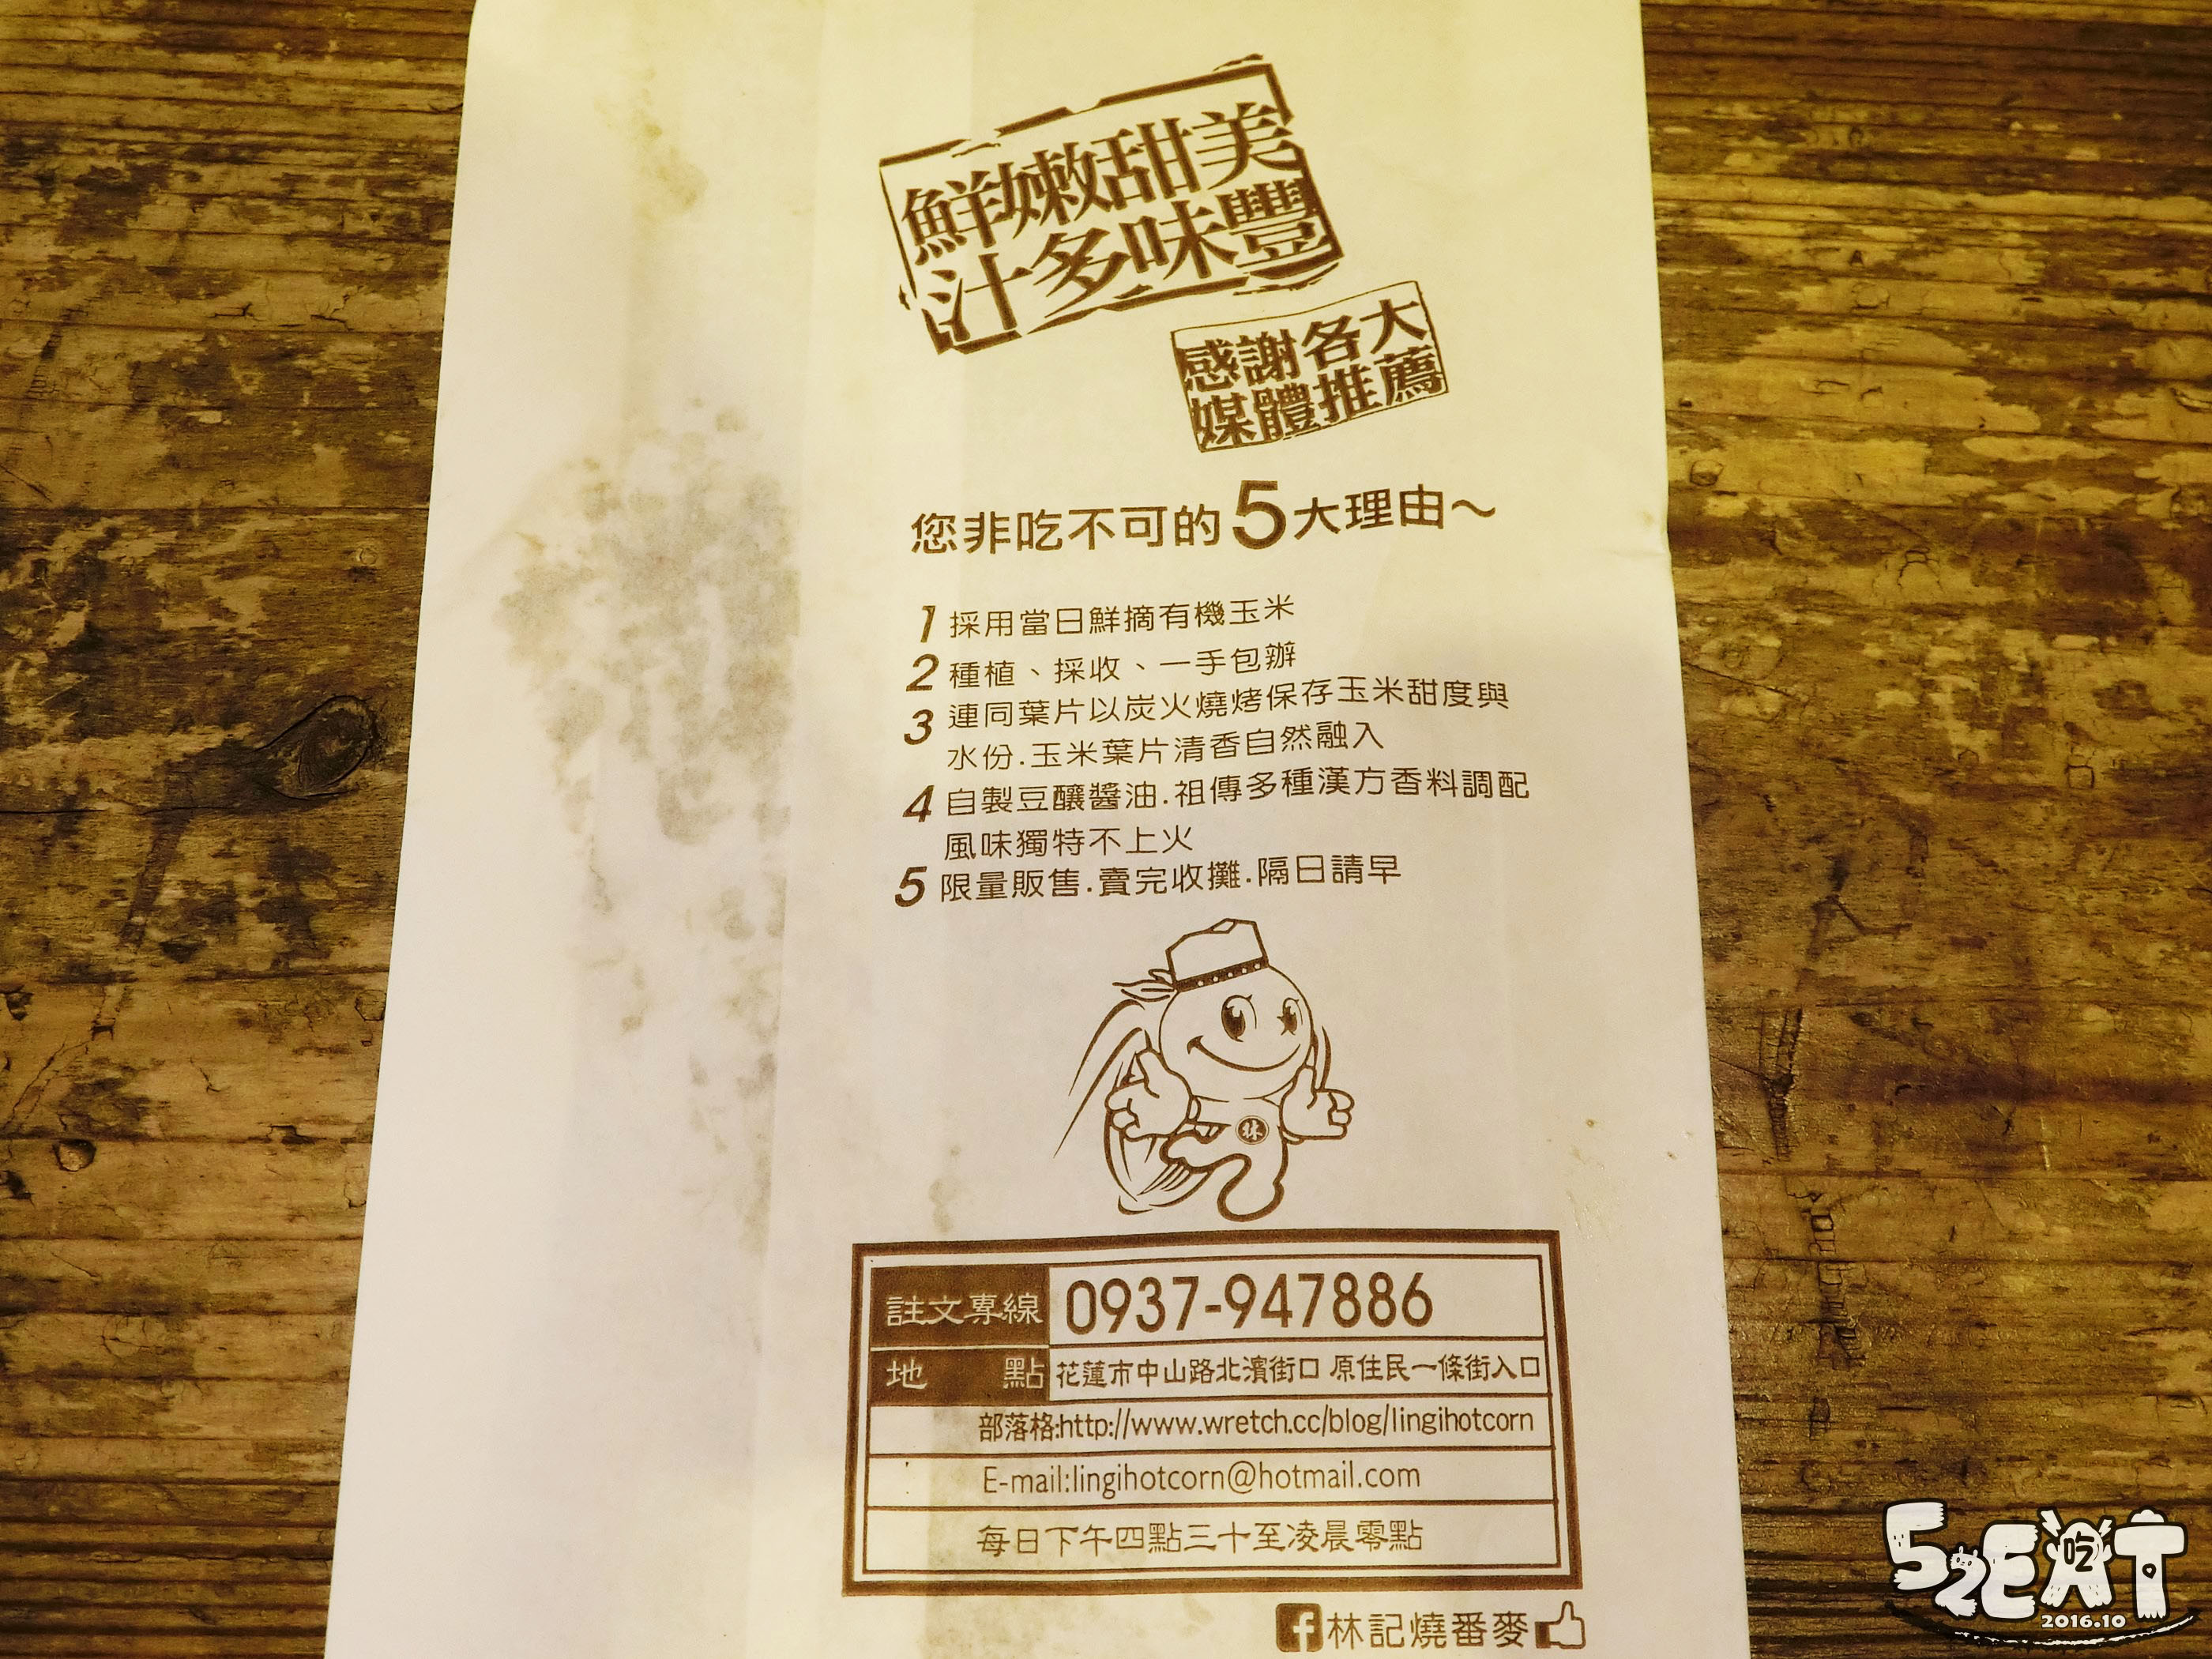 鮮嫩甜美
汁多味豐
感謝各大
媒體推薦
您非吃不可的5大理由～
1 採用當日鮮摘有機玉米
2 種植、採收、一手包辦
3 連同葉片以炭火燒烤保存玉米甜度與
水份.玉米葉片清香自然融入
4 自製豆釀醬油.祖傳多種漢方香料調配
風味獨特不上火
5 限量販售.賣完收攤.隔日請早
林
註文專線 0937-947886
地點 花蓮市中山路北濱街口 原住民一條街入口
部落格:http://www.wretch.cc/blog/lingihotcorn
E-mail:lingihotcorn@hotmail.com
每日下午四點三十至凌晨零點
f林記燒番麥
52EAT
吃
2016.10